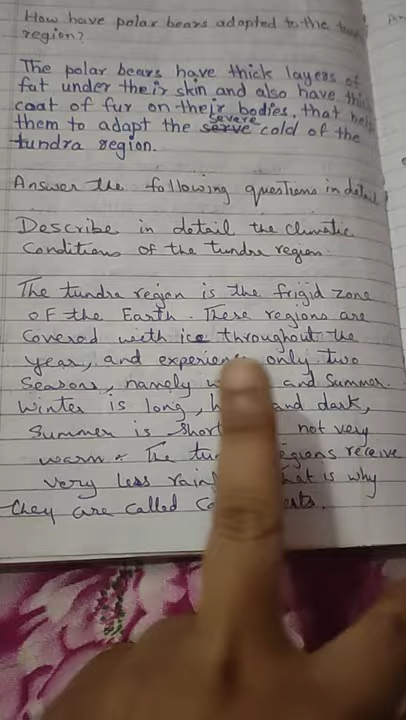 How have polar bears adapted to the
region?
The polar bears have thick layers of
fat under their skin and also have
coat of fur on their bodies, that
severe
them to adapt the serve cold of the
tundra region.
Answer the following questions in detail
Describe in detail the climatic
Conditions of the tundra region.
The tundra region is the frigid zone
OF the Earth. These regions are
Covered with ice throughout the
year, and only two
Seasons, namely and Summer.
Winter is long, and dark,
Summer is not very
warm. The receive
very less is why
they are called